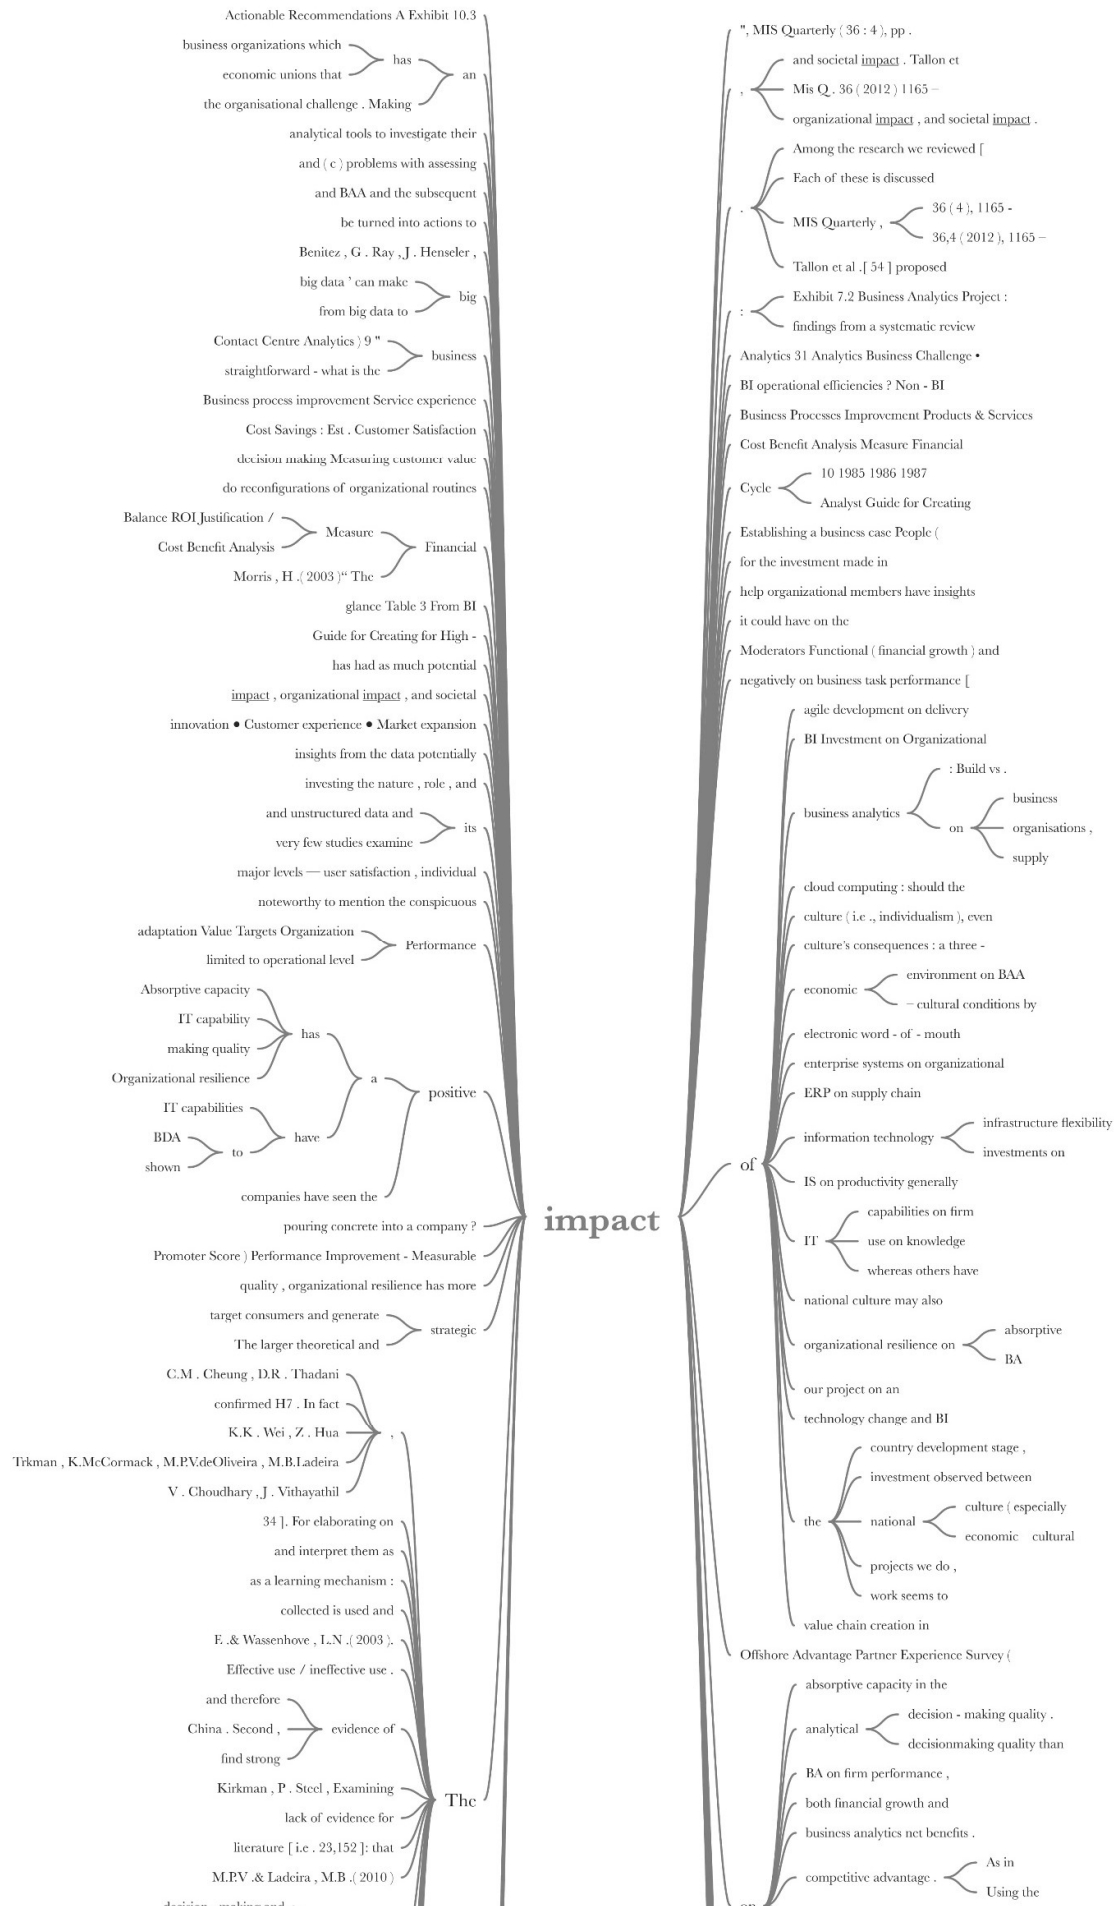 Actionable Recommendations A Exhibit 10.3
business organizations which
economic unions that
has
the organisational challenge . Making
an
analytical tools to investigate their
and ( c ) problems with assessing
and BAA and the subsequent
be turned into actions to
Benitez , G . Ray , J . Henseler ,
big data ' can make
from big data to
big
Contact Centre Analytics ) 9 "
straightforward - what is the
business
Business process improvement Service experience
Cost Savings : Est . Customer Satisfaction
decision making Measuring customer value
do reconfigurations of organizational routines
Balance ROI Justification /
Cost Benefit Analysis
Measure
Morris , H .( 2003 )“ The
Financial
glance Table 3 From BI
Guide for Creating for High -
has had as much potential
impact , organizational impact , and societal
innovation ● Customer experience ● Market expansion
insights from the data potentially
investing the nature , role , and
and unstructured data and
very few studies examine
its
major levels — user satisfaction , individual
noteworthy to mention the conspicuous
adaptation Value Targets Organization
limited to operational level
Performance
Absorptive capacity
IT capability
making quality
Organizational resilience
has
IT capabilities
BDA
shown
to
have
a
companies have seen the
positive
pouring concrete into a company ?
Promoter Score ) Performance Improvement - Measurable
quality , organizational resilience has more
target consumers and generate
The larger theoretical and
strategic
C.M . Cheung , D.R . Thadani
confirmed H7 . In fact
K.K . Wei , Z . Hua
Trkman , K.McCormack , M.P.V.deOliveira , M.B.Ladeira
V . Choudhary , J . Vithayathil
,
34 ]. For elaborating on
and interpret them as
as a learning mechanism :
collected is used and
E .& Wassenhove , L.N .( 2003 ).
Effective use / ineffective use .
and therefore
China . Second ,
find strong
evidence of
Kirkman , P . Steel , Examining
lack of evidence for
literature [ i.e . 23,152 ]: that
M.P.V .& Ladeira , M.B .( 2010 )
The
impact
", MIS Quarterly ( 36 : 4 ), pp .
,
and societal impact . Tallon et
Mis Q . 36 ( 2012 ) 1165 –
organizational impact , and societal impact .
.
Among the research we reviewed [
Each of these is discussed
MIS Quarterly ,
36 ( 4 ), 1165 -
36,4 ( 2012 ), 1165 –
Tallon et al .[ 54 ] proposed
:
Exhibit 7.2 Business Analytics Project :
findings from a systematic review
Analytics 31 Analytics Business Challenge •
BI operational efficiencies ? Non - BI
Business Processes Improvement Products & Services
Cost Benefit Analysis Measure Financial
Cycle
10 1985 1986 1987
Analyst Guide for Creating
Establishing a business case People (
for the investment made in
help organizational members have insights
it could have on the
Moderators Functional ( financial growth ) and
negatively on business task performance [
of
agile development on delivery
BI Investment on Organizational
business analytics
: Build vs .
on
business
organisations ,
supply
cloud computing : should the
culture ( i.e ., individualism ), even
culture's consequences : a three -
economic
environment on BAA
– cultural conditions by
electronic word - of - mouth
enterprise systems on organizational
ERP on supply chain
information technology
infrastructure flexibility
investments on
IS on productivity generally
IT
capabilities on firm
use on knowledge
whereas others have
national culture may also
organizational resilience on
absorptive
BA
our project on an
technology change and BI
the
country development stage ,
investment observed between
national
culture ( especially
economic cultural
projects we do ,
work seems to
value chain creation in
Offshore Advantage Partner Experience Survey (
absorptive capacity in the
analytical
decision - making quality .
decisionmaking quality than
BA on firm performance ,
both financial growth and
business analytics net benefits .
competitive advantage .
As in
Using the